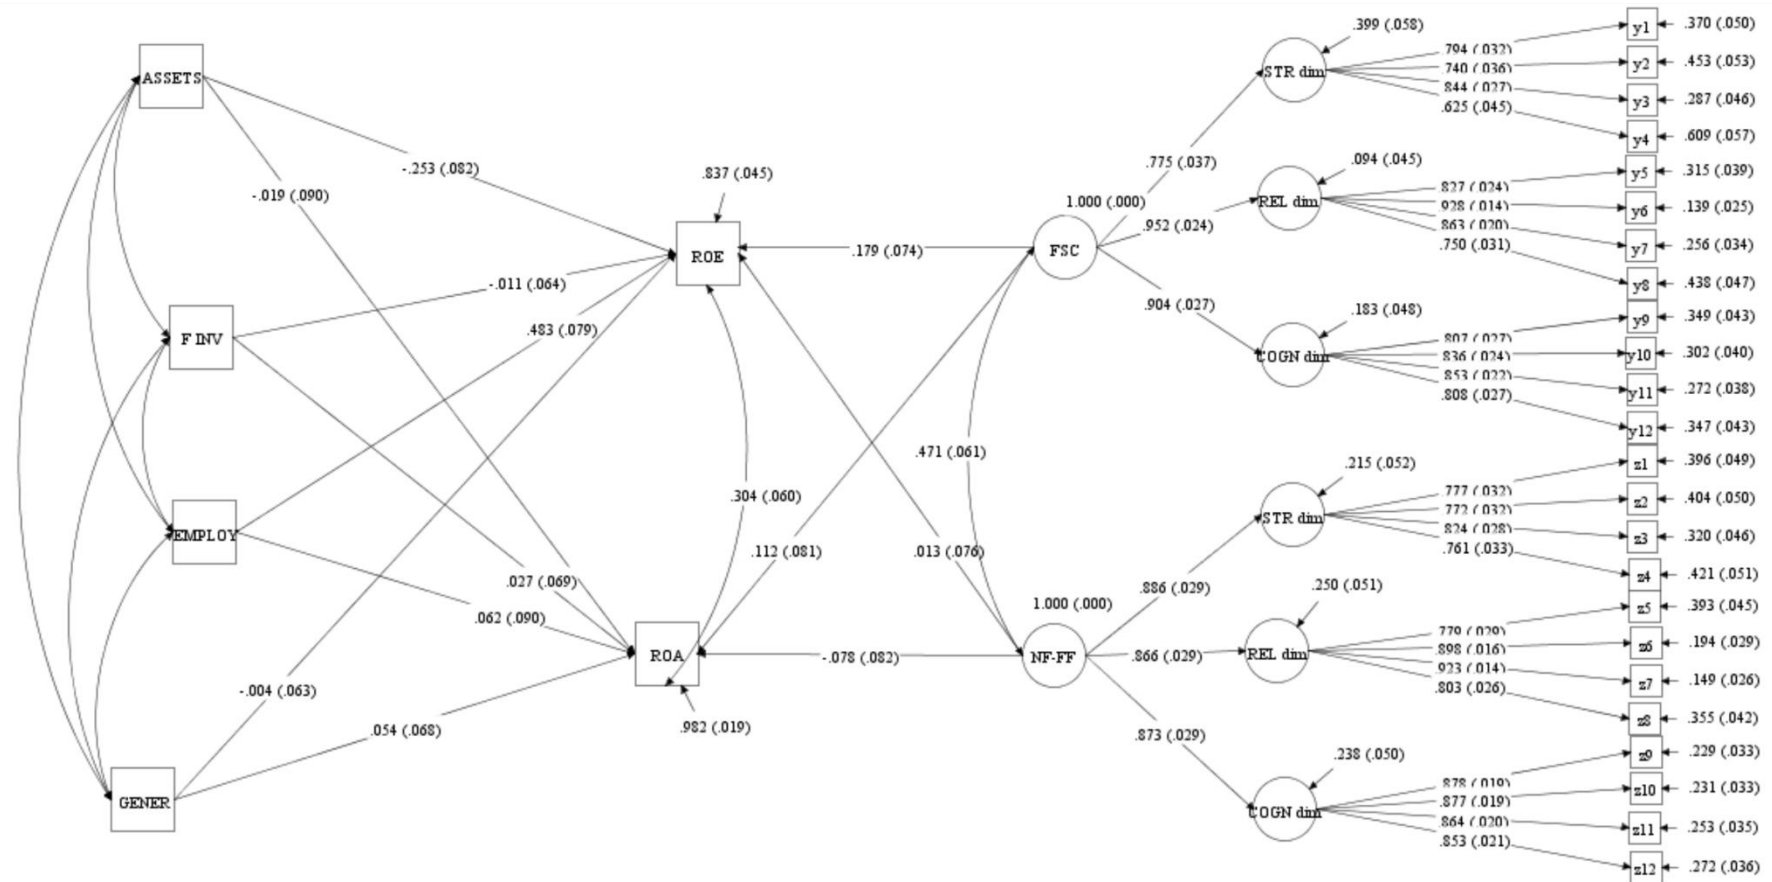 ASSETS
F INV
EMPLOY
GENER
-.253 (.082)
-.019 (.090)
-.011 (.064)
.483 (.079)
.027 (.069)
.062 (.090)
-.004 (.063)
.054 (.068)
.837 (.045)
ROE
.304 (.060)
ROA
.982 (.019)
.179 (.074)
.471 (.061)
.112 (.081)
.013 (.076)
-.078 (.082)
1.000 (.000)
FSC
1.000 (.000)
NF-FF
.775 (.037)
.952 (.024)
.904 (.027)
.886 (.029)
.866 (.029)
.873 (.029)
.399 (.058)
STR dim
.094 (.045)
REL dim
.183 (.048)
COGN dim
.215 (.052)
STR dim
.250 (.051)
REL dim
.238 (.050)
COGN dim
.794 (.032)
.740 (.036)
.844 (.027)
.625 (.045)
.827 (.024)
.928 (.014)
.863 (.020)
.750 (.031)
.807 (.027)
.836 (.024)
.853 (.022)
.808 (.027)
.777 (.032)
.772 (.032)
.824 (.028)
.761 (.033)
.779 (.029)
.898 (.016)
.923 (.014)
.803 (.026)
.878 (.019)
.877 (.019)
.864 (.020)
.853 (.021)
y1 .370 (.050)
y2 .453 (.053)
y3 .287 (.046)
y4 .609 (.057)
y5 .315 (.039)
y6 .139 (.025)
y7 .256 (.034)
y8 .438 (.047)
y9 .349 (.043)
y10 .302 (.040)
y11 .272 (.038)
y12 .347 (.043)
z1 .396 (.049)
z2 .404 (.050)
z3 .320 (.046)
z4 .421 (.051)
z5 .393 (.045)
z6 .194 (.029)
z7 .149 (.026)
z8 .355 (.042)
z9 .229 (.033)
z10 .231 (.033)
z11 .253 (.035)
z12 .272 (.036)